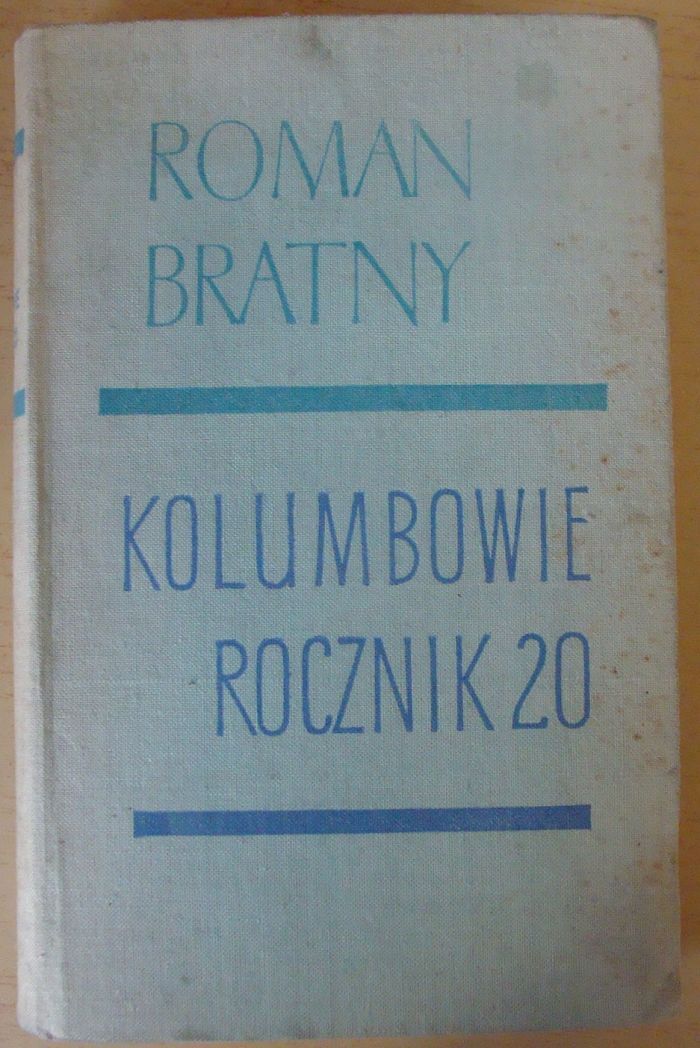 ROMAN
BRATNY
KOLUMBOWIE
ROCZNIK 20